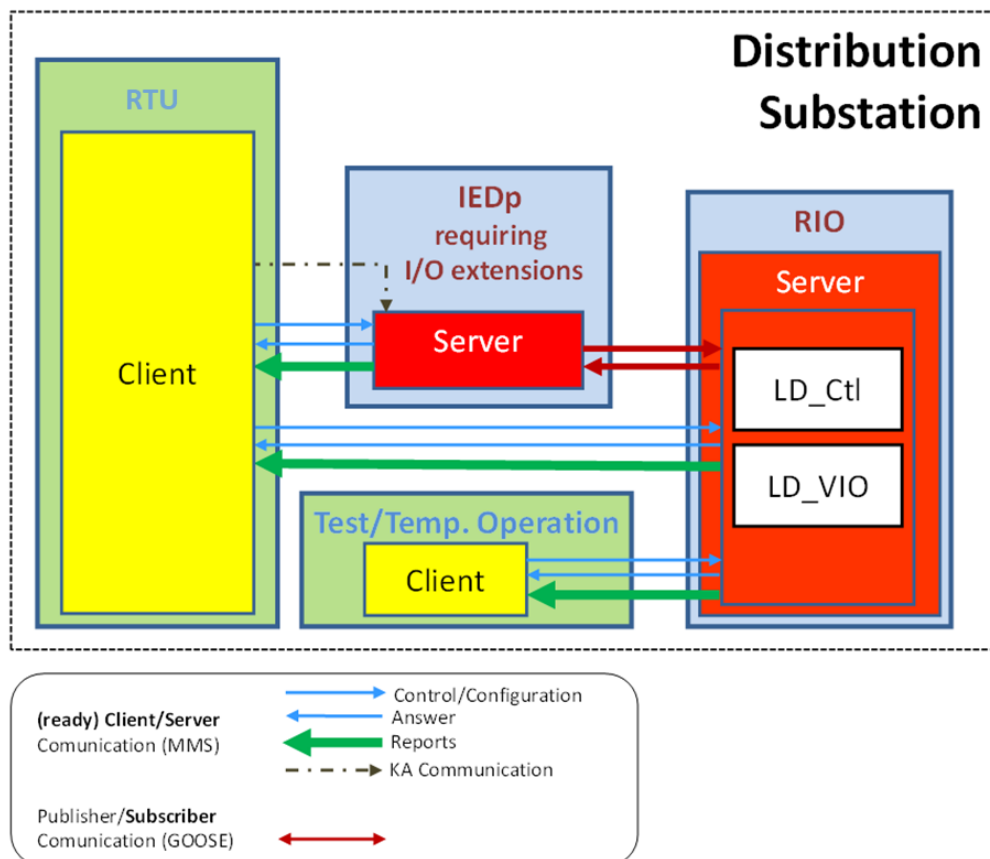 Distribution
Substation
RTU
Client
IEDp
requiring
I/O extensions
Server
RIO
Server
LD_Ctl
LD_VIO
Test/Temp. Operation
Client
(ready) Client/Server
Comunication (MMS)
Control/Configuration
Answer
Reports
KA Communication
Publisher/Subscriber
Comunication (GOOSE)